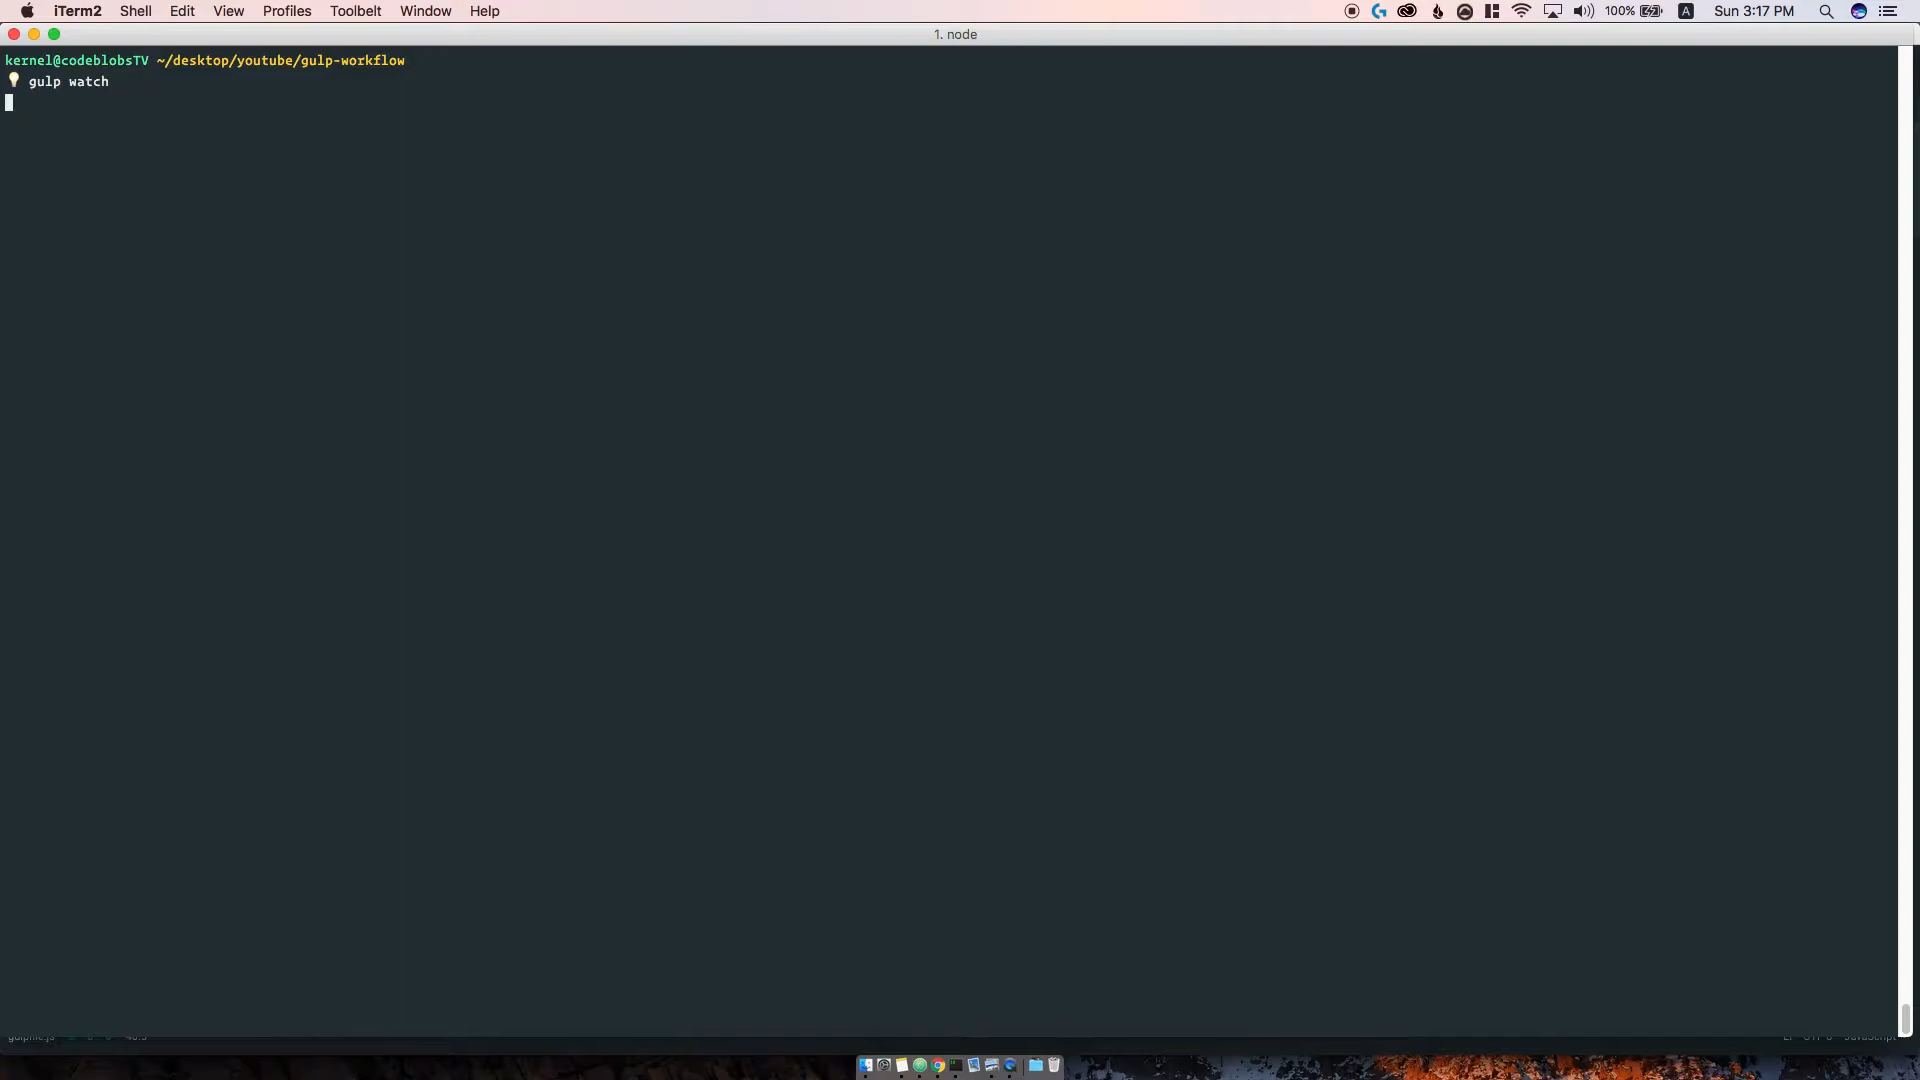 iTerm2 Shell Edit View Profiles Toolbelt Window Help 100% A Sun 3:17 PM
1. node
kernel@codeblobsTV ~/desktop/youtube/gulp-workflow
gulp watch